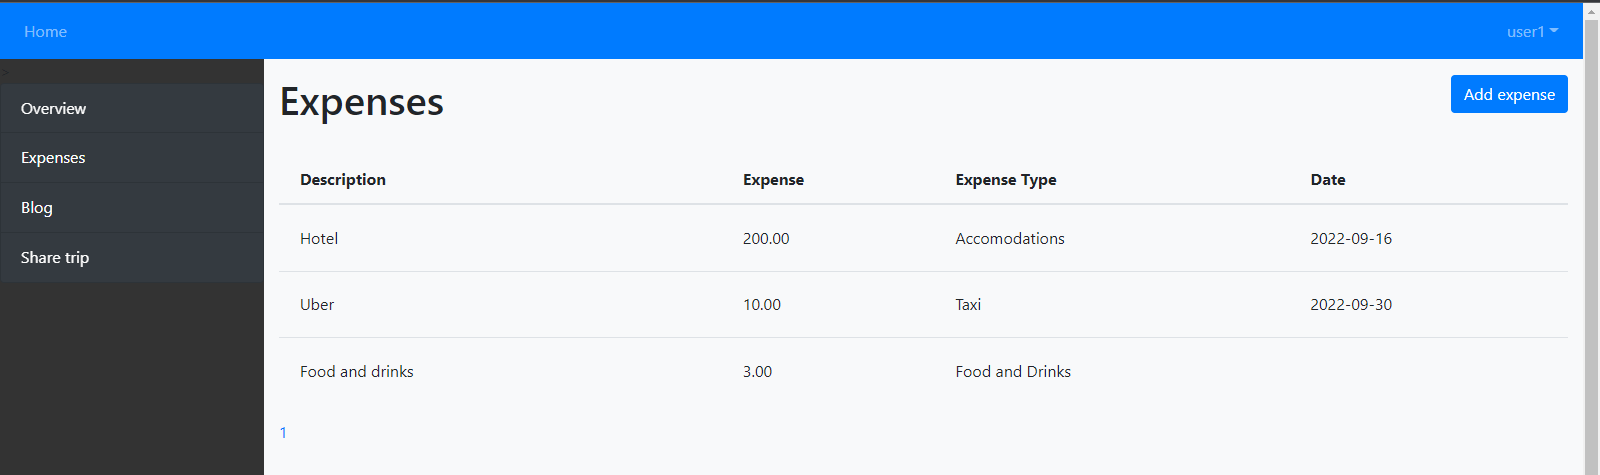 Home user1
>
Overview
Expenses
Blog
Share trip
Expenses
Add expense
Description Expense Expense Type Date
Hotel 200.00 Accomodations 2022-09-16
Uber 10.00 Taxi 2022-09-30
Food and drinks 3.00 Food and Drinks
1